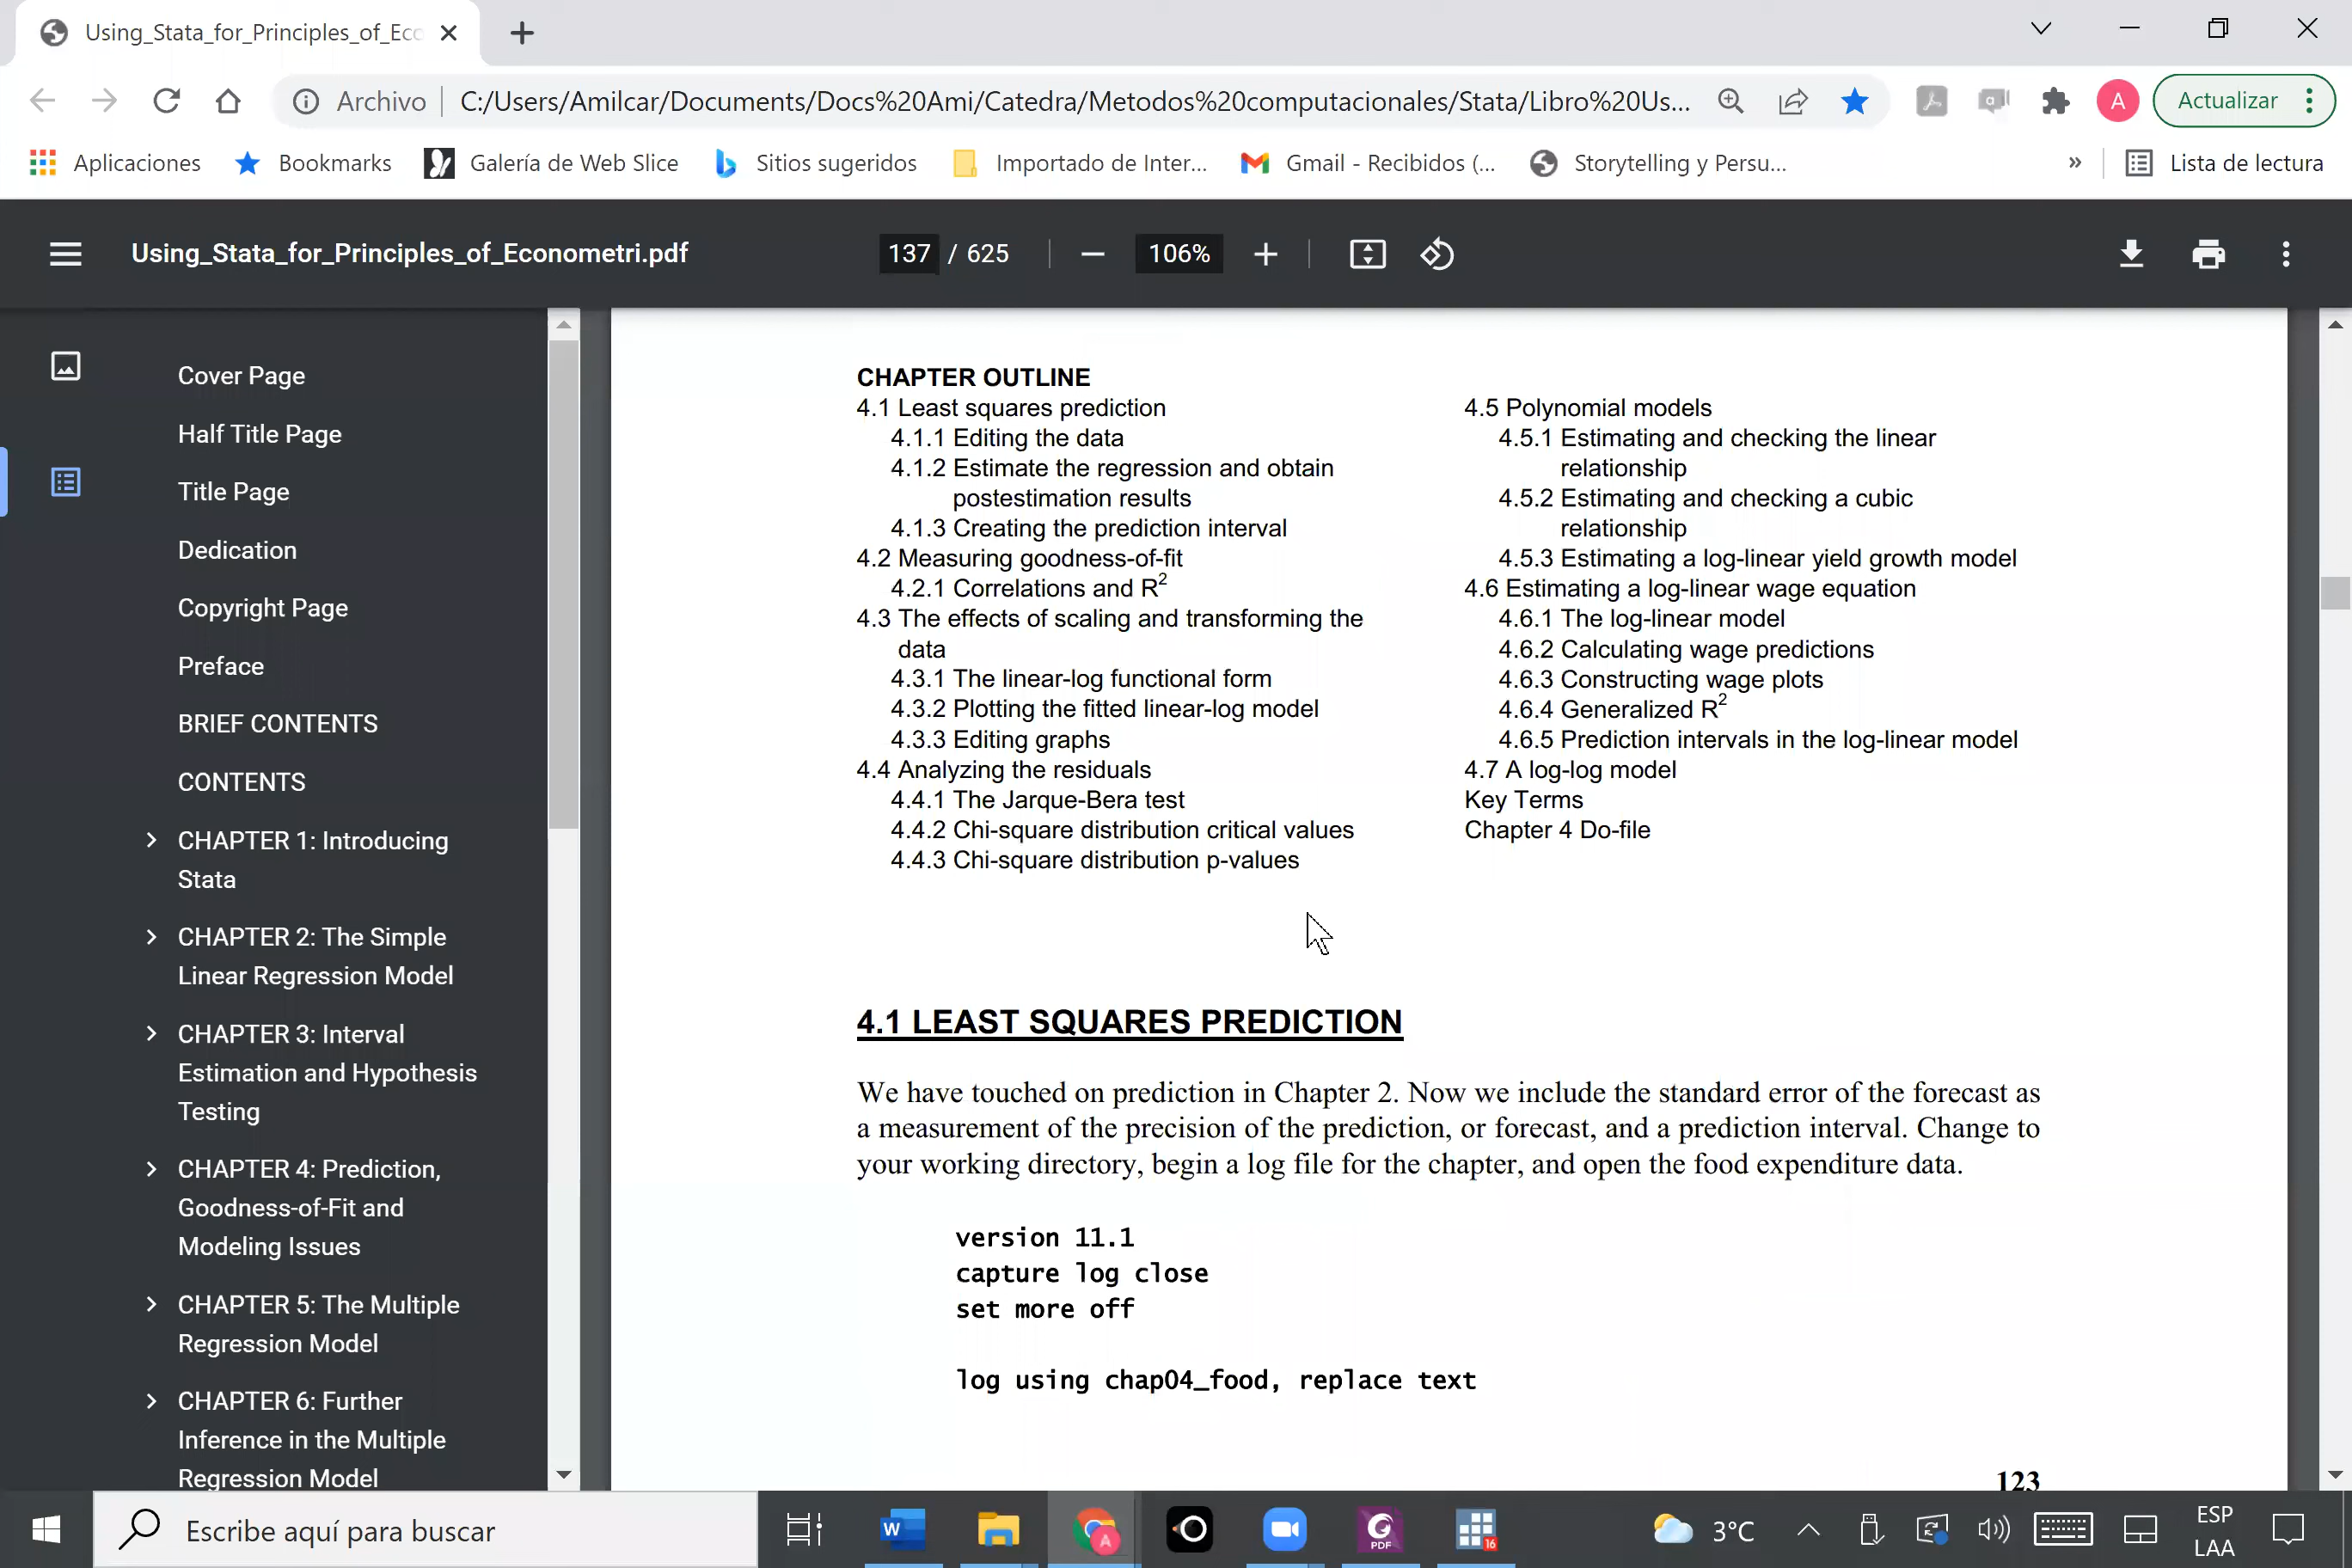 Using_Stata_for_Principles_of_Ecc
Archivo
C:/Users/Amilcar/Documents/Docs%20Ami/Catedra/Metodos%20computacionales/Stata/Libro%20Us...
A
Actualizar
Aplicaciones
Bookmarks
Galería de Web Slice
Sitios sugeridos
Importado de Inter...
Gmail - Recibidos (...
Storytelling y Persu...
»
Lista de lectura
Using_Stata_for_Principles_of_Econometri.pdf
137 / 625
106%
Cover Page
Half Title Page
Title Page
Dedication
Copyright Page
Preface
BRIEF CONTENTS
CONTENTS
CHAPTER 1: Introducing
Stata
CHAPTER 2: The Simple
Linear Regression Model
CHAPTER 3: Interval
Estimation and Hypothesis
Testing
CHAPTER 4: Prediction,
Goodness-of-Fit and
Modeling Issues
CHAPTER 5: The Multiple
Regression Model
CHAPTER 6: Further
Inference in the Multiple
Regression Model
CHAPTER OUTLINE
4.1 Least squares prediction
4.1.1 Editing the data
4.1.2 Estimate the regression and obtain
postestimation results
4.1.3 Creating the prediction interval
4.2 Measuring goodness-of-fit
4.2.1 Correlations and R²
4.3 The effects of scaling and transforming the
data
4.3.1 The linear-log functional form
4.3.2 Plotting the fitted linear-log model
4.3.3 Editing graphs
4.4 Analyzing the residuals
4.4.1 The Jarque-Bera test
4.4.2 Chi-square distribution critical values
4.4.3 Chi-square distribution p-values
4.5 Polynomial models
4.5.1 Estimating and checking the linear
relationship
4.5.2 Estimating and checking a cubic
relationship
4.5.3 Estimating a log-linear yield growth model
4.6 Estimating a log-linear wage equation
4.6.1 The log-linear model
4.6.2 Calculating wage predictions
4.6.3 Constructing wage plots
4.6.4 Generalized R²
4.6.5 Prediction intervals in the log-linear model
4.7 A log-log model
Key Terms
Chapter 4 Do-file
4.1 LEAST SQUARES PREDICTION
We have touched on prediction in Chapter 2. Now we include the standard error of the forecast as
a measurement of the precision of the prediction, or forecast, and a prediction interval. Change to
your working directory, begin a log file for the chapter, and open the food expenditure data.
version 11.1
capture log close
set more off
log using chap04_food, replace text
123
Escribe aquí para buscar
W
A
PDF
16
3°C
ESP
LAA